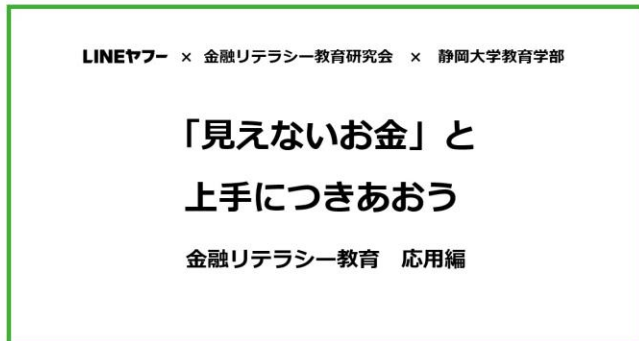 LINEヤフー × 金融リテラシー教育研究会 × 静岡大学教育学部
「見えないお金」と
上手につきあおう
金融リテラシー教育　応用編